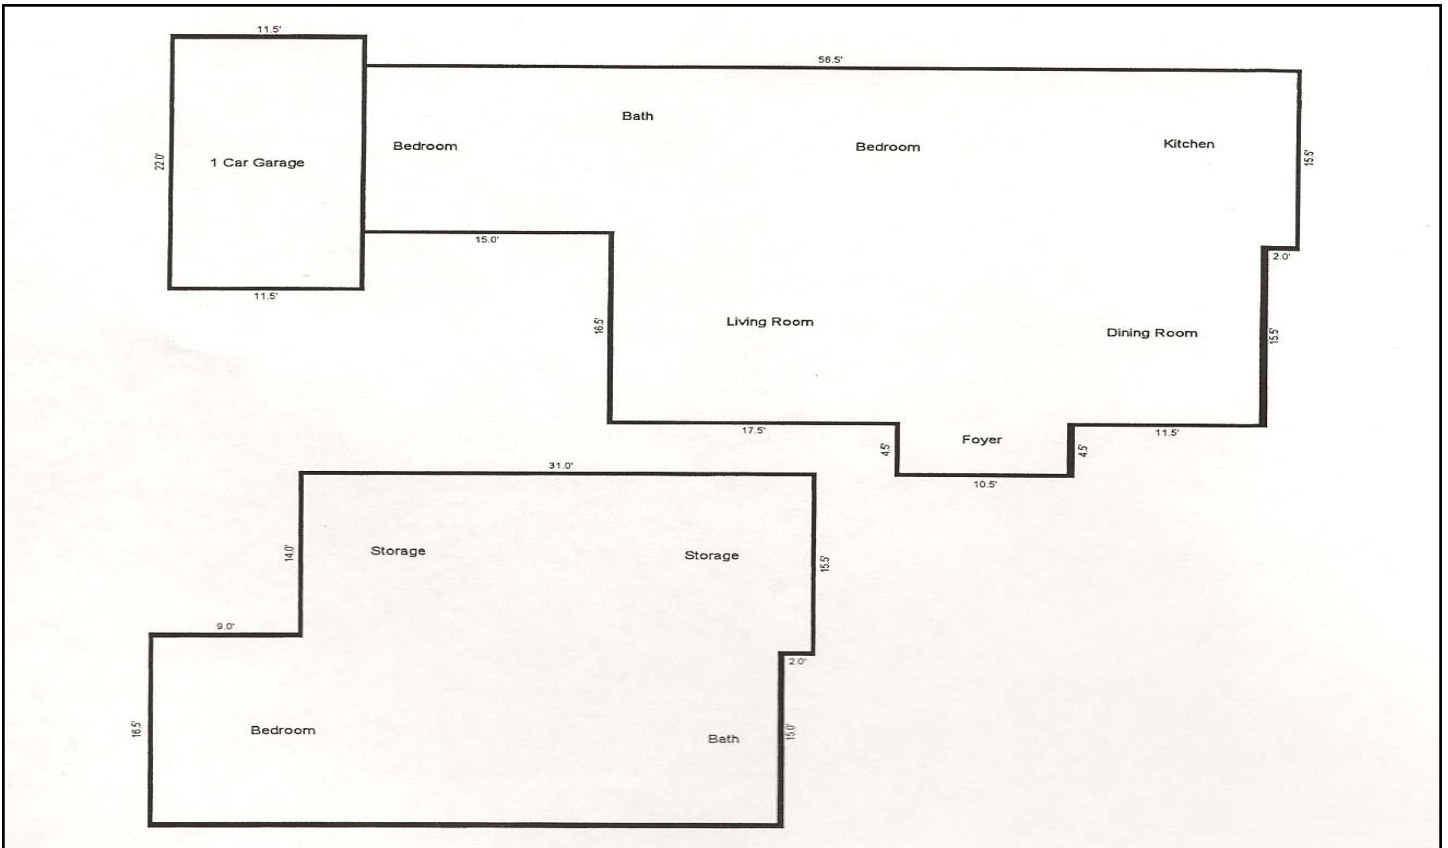 11.5'
56.5'
Bath
Bedroom
Bedroom
Kitchen
22.0'
1 Car Garage
15.5'
15.0'
2.0'
11.5'
16.5'
Living Room
Dining Room
15.5'
17.5'
11.5'
4.5'
Foyer
4.5'
10.5'
31.0'
14.0'
Storage
Storage
15.5'
9.0'
2.0'
16.5'
Bedroom
Bath
15.0'